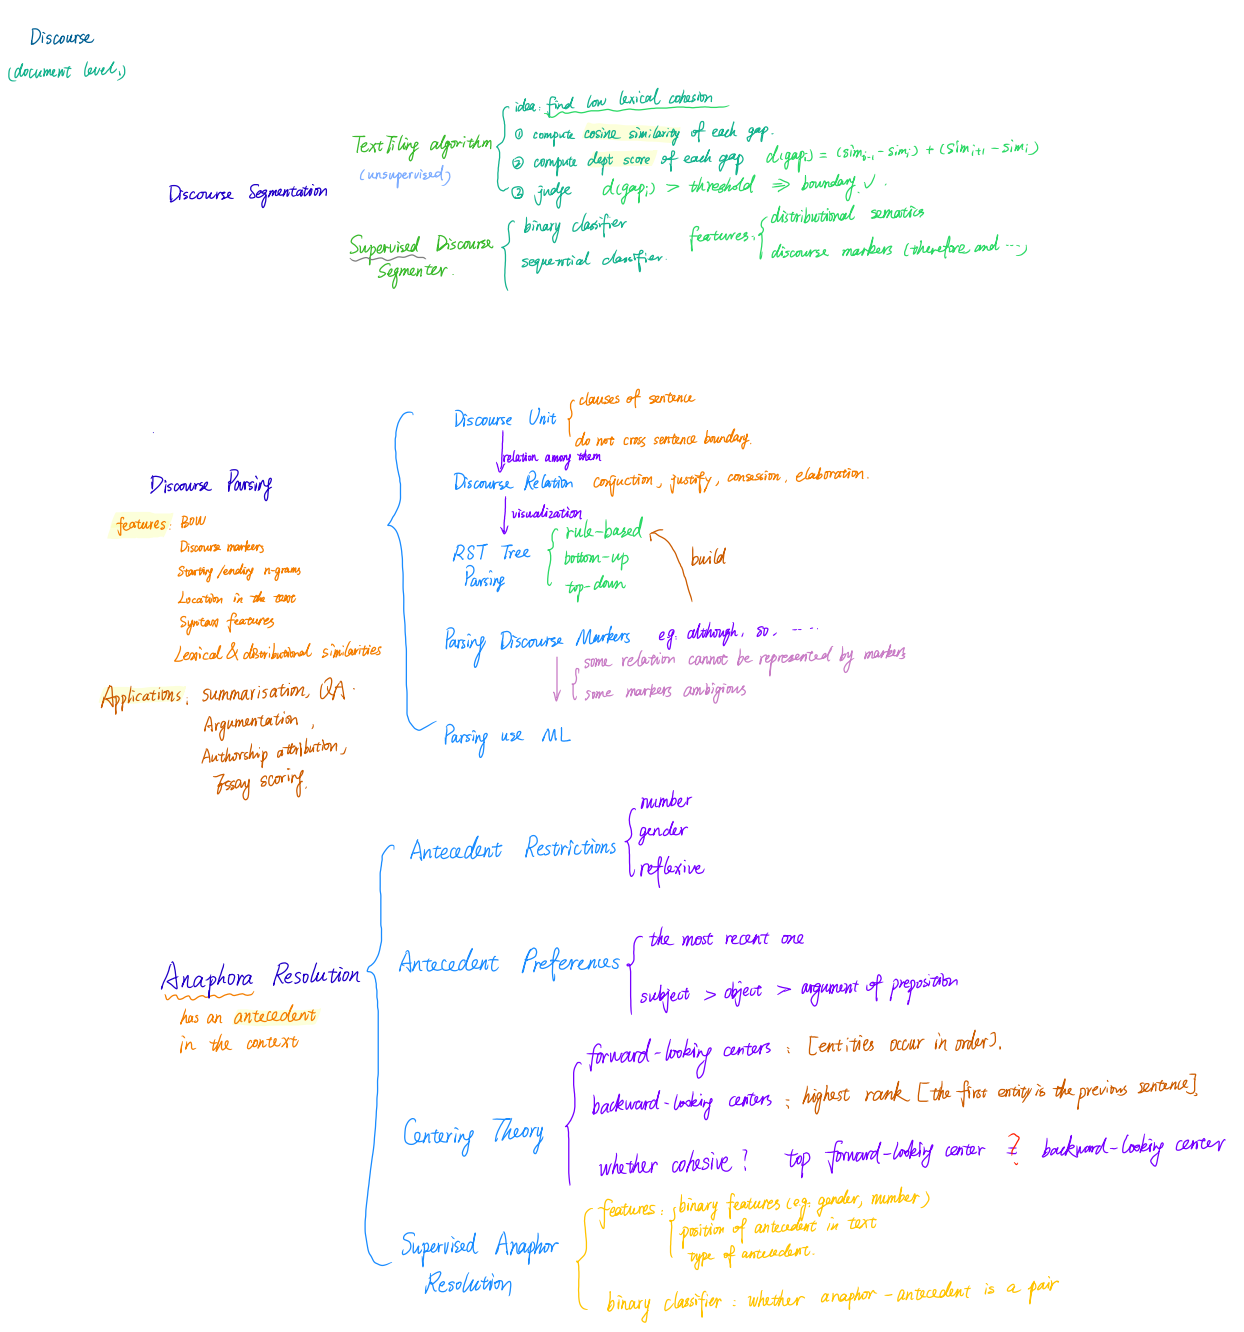 Discourse
(document level.)
Discourse Segmentation
TextTiling algorithm
(unsupervised)
idea: find low lexical cohesion
① compute cosine similarity of each gap.
② compute dept score of each gap d(gapi) = (simi-1 - simi) + (simi+1 - simi)
③ judge d(gapi) > threshold ⇒ boundary ✓.
Supervised Discourse
Segmenter.
binary classifier
sequential classifier.
features:
distributional sematics
discourse markers (therefore and ...)
Discourse Parsing
features: BOW
Discourse markers
Starting/ending n-grams
Location in the text
Syntax features
Lexical & distributional similarities
Applications: summarisation, QA.
Argumentation,
Authorship attribution,
Essay scoring.
Discourse Unit
clauses of sentence
do not cross sentence boundary.
relation among them
Discourse Relation conjuction, justify, consession, elaboration.
visualization
RST Tree
Parsing
rule-based
bottom-up
top-down
build
Parsing Discourse Markers eg. although, so, ....
some relation cannot be represented by markers
some markers ambigious
Parsing use ML
Anaphora Resolution
has an antecedent
in the context
Antecedent Restrictions
number
gender
reflexive
Antecedent Preferences
the most recent one
subject > object > argument of preposition
Centering Theory
forward-looking centers: [entities occur in order].
backward-looking centers: highest rank [the first entity is the previous sentence].
whether cohesive? top forward-looking center ?= backward-looking center
Supervised Anaphor
Resolution
features:
binary features (eg. gender, number)
position of antecedent in text
type of antecedent.
binary classifier: whether anaphor-antecedent is a pair